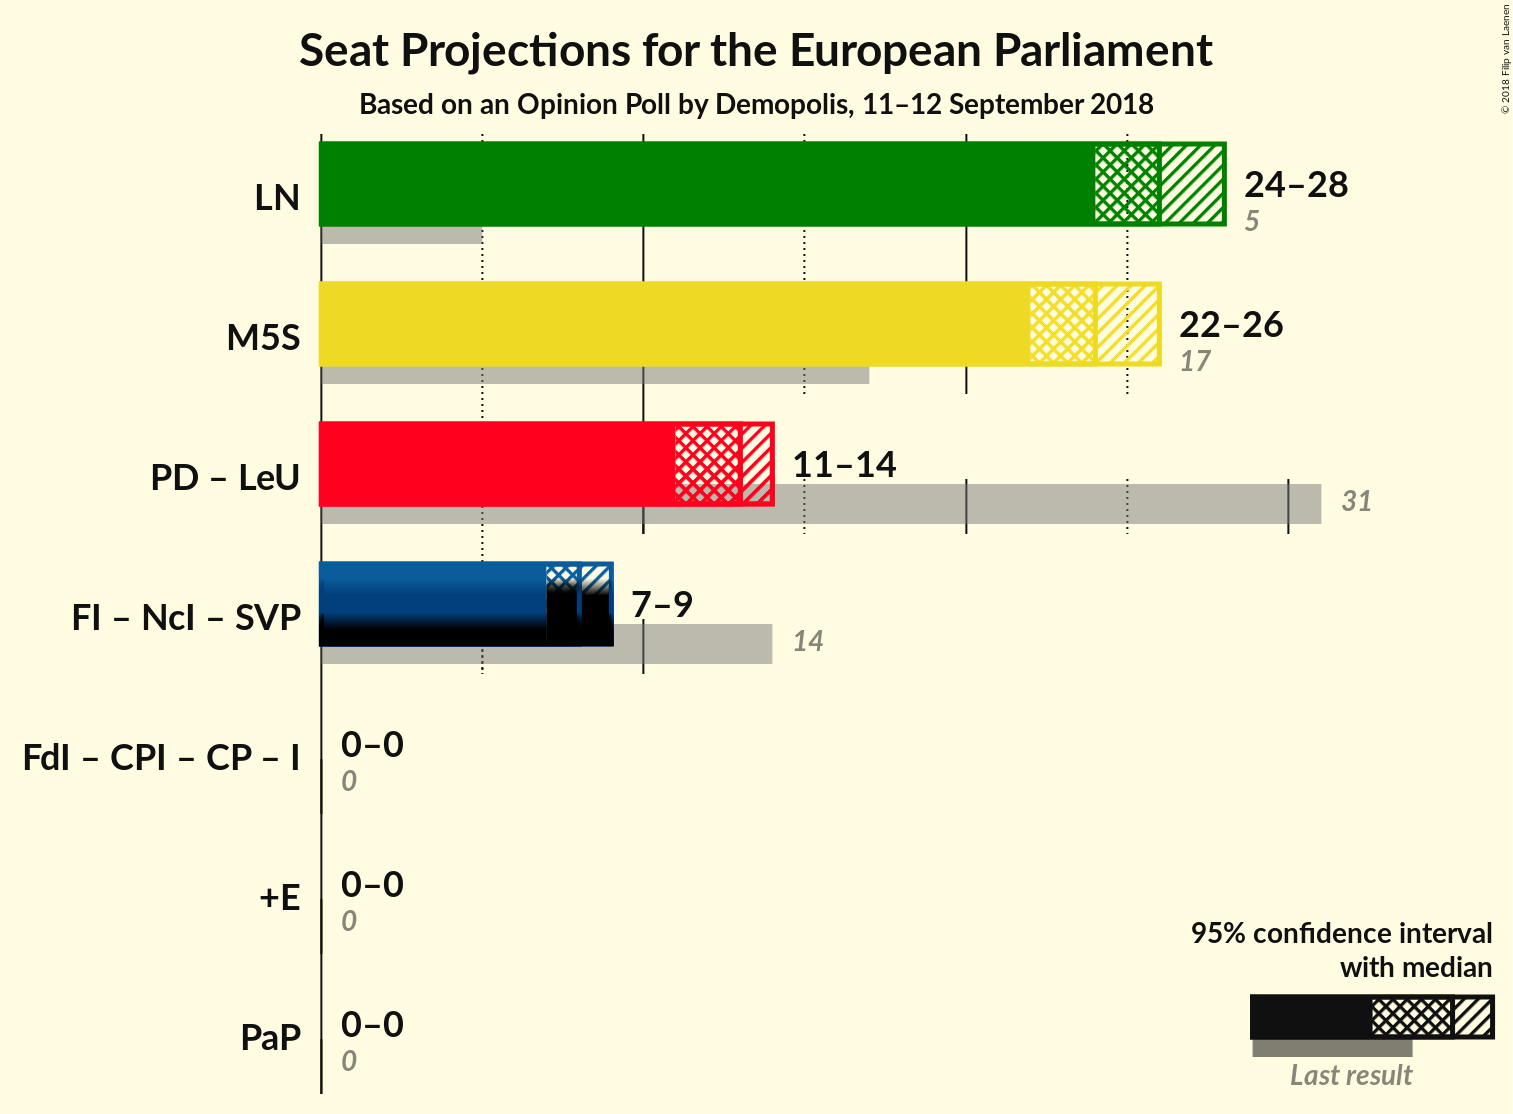 Seat Projections for the European Parliament
Based on an Opinion Poll by Demopolis, 11–12 September 2018
© 2018 Filip van Laenen
LN
24–28
5
M5S
22–26
17
PD – LeU
11–14
31
FI – NcI – SVP
7–9
14
FdI – CPI – CP – I
0–0
0
+E
0–0
0
PaP
0–0
0
95% confidence interval
with median
Last result